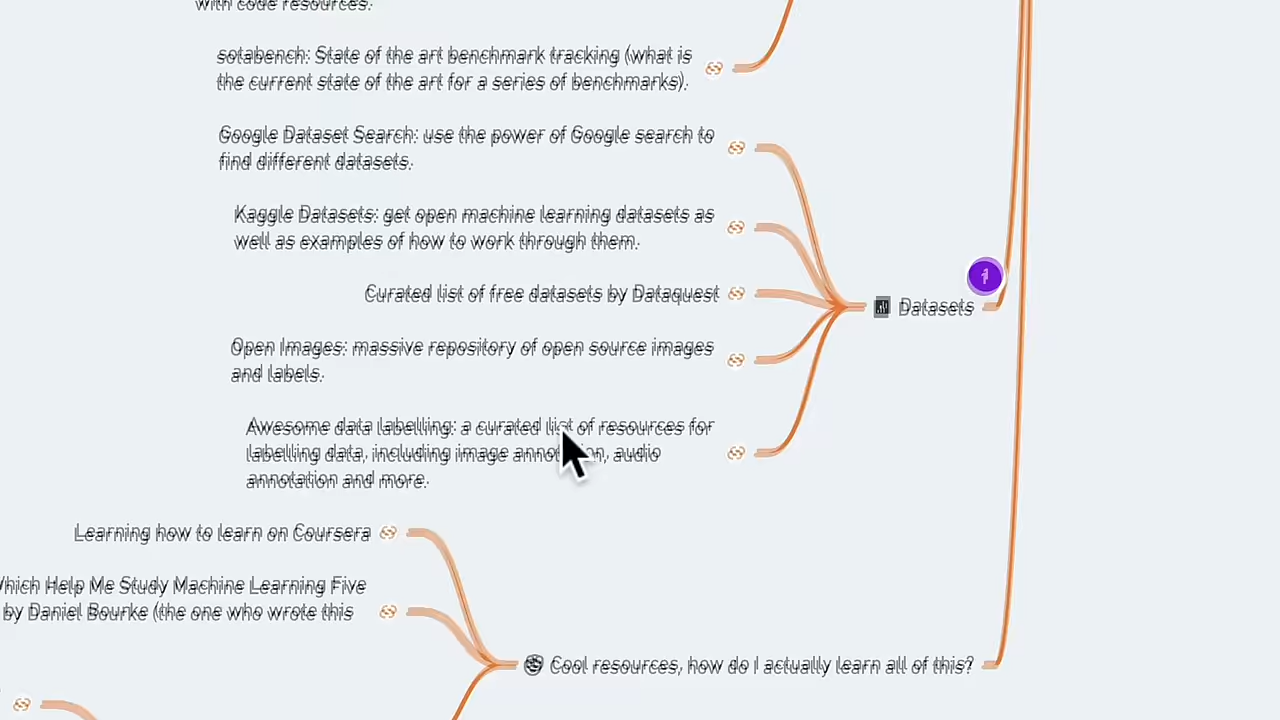 with code resources.
sotabench: State of the art benchmark tracking (what is
the current state of the art for a series of benchmarks).
Google Dataset Search: use the power of Google search to
find different datasets.
Kaggle Datasets: get open machine learning datasets as
well as examples of how to work through them.
Curated list of free datasets by Dataquest
1
Datasets
Open Images: massive repository of open source images
and labels.
Awesome data labelling: a curated list of resources for
labelling data, including image annotation, audio
annotation and more.
Learning how to learn on Coursera
Which Help Me Study Machine Learning Five
by Daniel Bourke (the one who wrote this
Cool resources, how do I actually learn all of this?